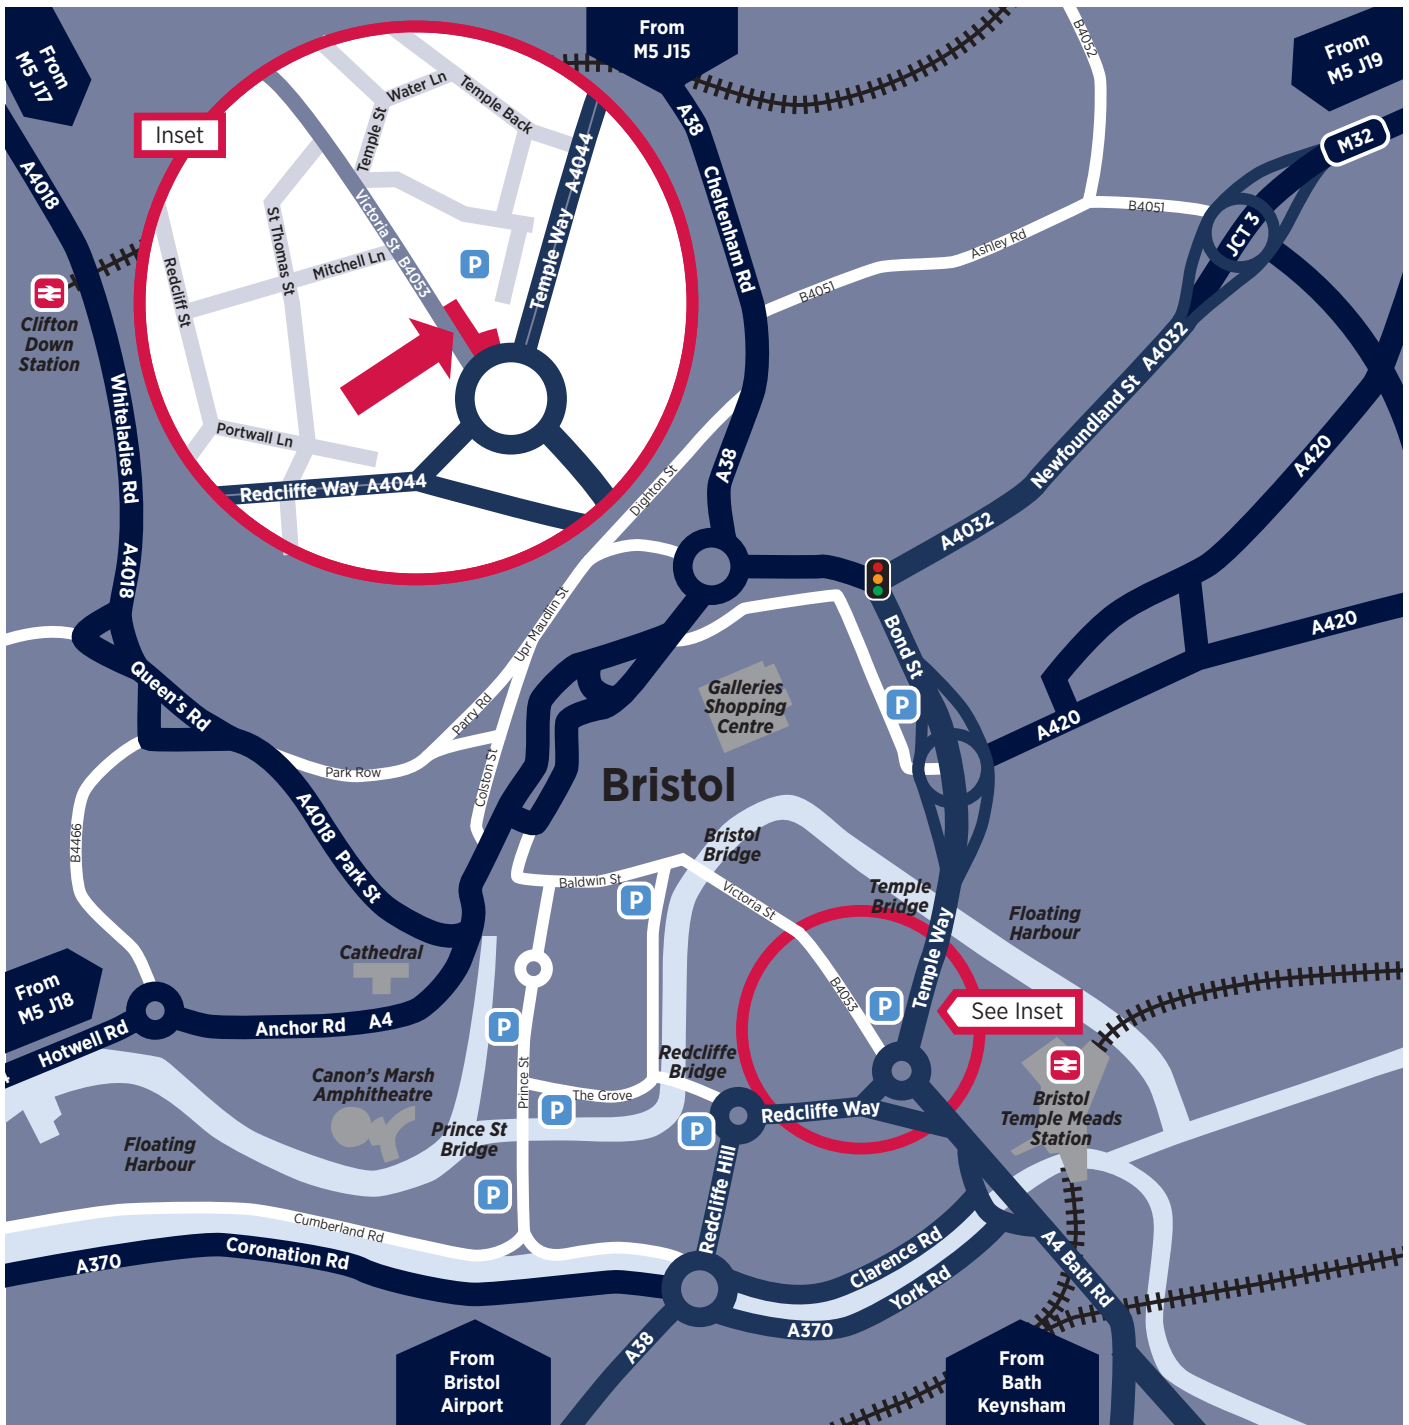 From
M5 J17
From
M5 J15
From
M5 J19
B4052
M32
Inset
Water Ln
Temple Back
Temple St
A4044
Victoria St B4053
Temple Way
St Thomas St
Mitchell Ln
Redcliff St
P
Portwall Ln
Redcliffe Way A4044
A38
Cheltenham Rd
A4018
B4051
JCT 3
Ashley Rd
B4051
Clifton
Down
Station
A4032
Newfoundland St
Whiteladies Rd
A38
A420
Dighton St
A4032
A4018
Upr Maudlin St
Bond St
A420
Queen's Rd
Galleries
Shopping
Centre
P
Parry Rd
A420
Park Row
Colston St
Bristol
A4018
Park St
B4466
Bristol
Bridge
Baldwin St
P
Victoria St
Temple
Bridge
Floating
Harbour
Temple Way
Cathedral
From
M5 J18
B4053
P
See Inset
Hotwell Rd
4
Anchor Rd A4
P
Redcliffe
Bridge
Prince St
Canon's Marsh
Amphitheatre
The Grove
P
Redcliffe Way
Bristol
Temple Meads
Station
Floating
Harbour
Prince St
Bridge
P
Redcliffe Hill
P
Cumberland Rd
Coronation Rd
A370
Clarence Rd
York Rd
A4 Bath Rd
A370
A38
From
Bristol
Airport
From
Bath
Keynsham